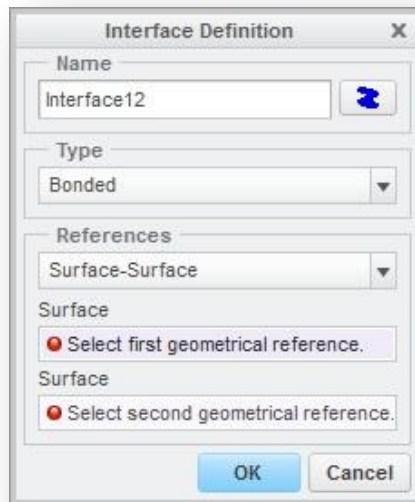 Interface Definition
Name
Interface12
Type
Bonded
References
Surface-Surface
Surface
Select first geometrical reference.
Surface
Select second geometrical reference.
OK Cancel